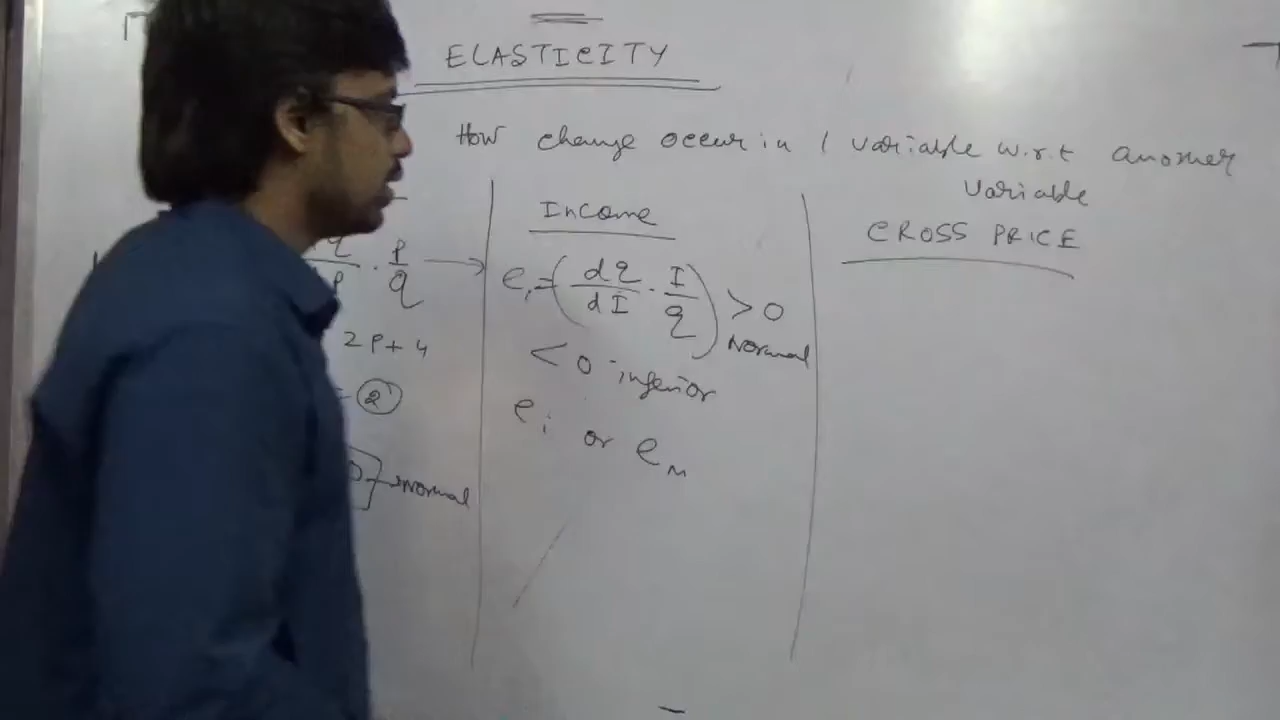 ELASTICITY
How change occur in 1 variable w.r.t another
variable
q/P . P/q →
2P + 4
= 2
Normal
Income
ei = (dq/dI . I/q) > 0
Normal
< 0 inferior
ei or em
CROSS PRICE